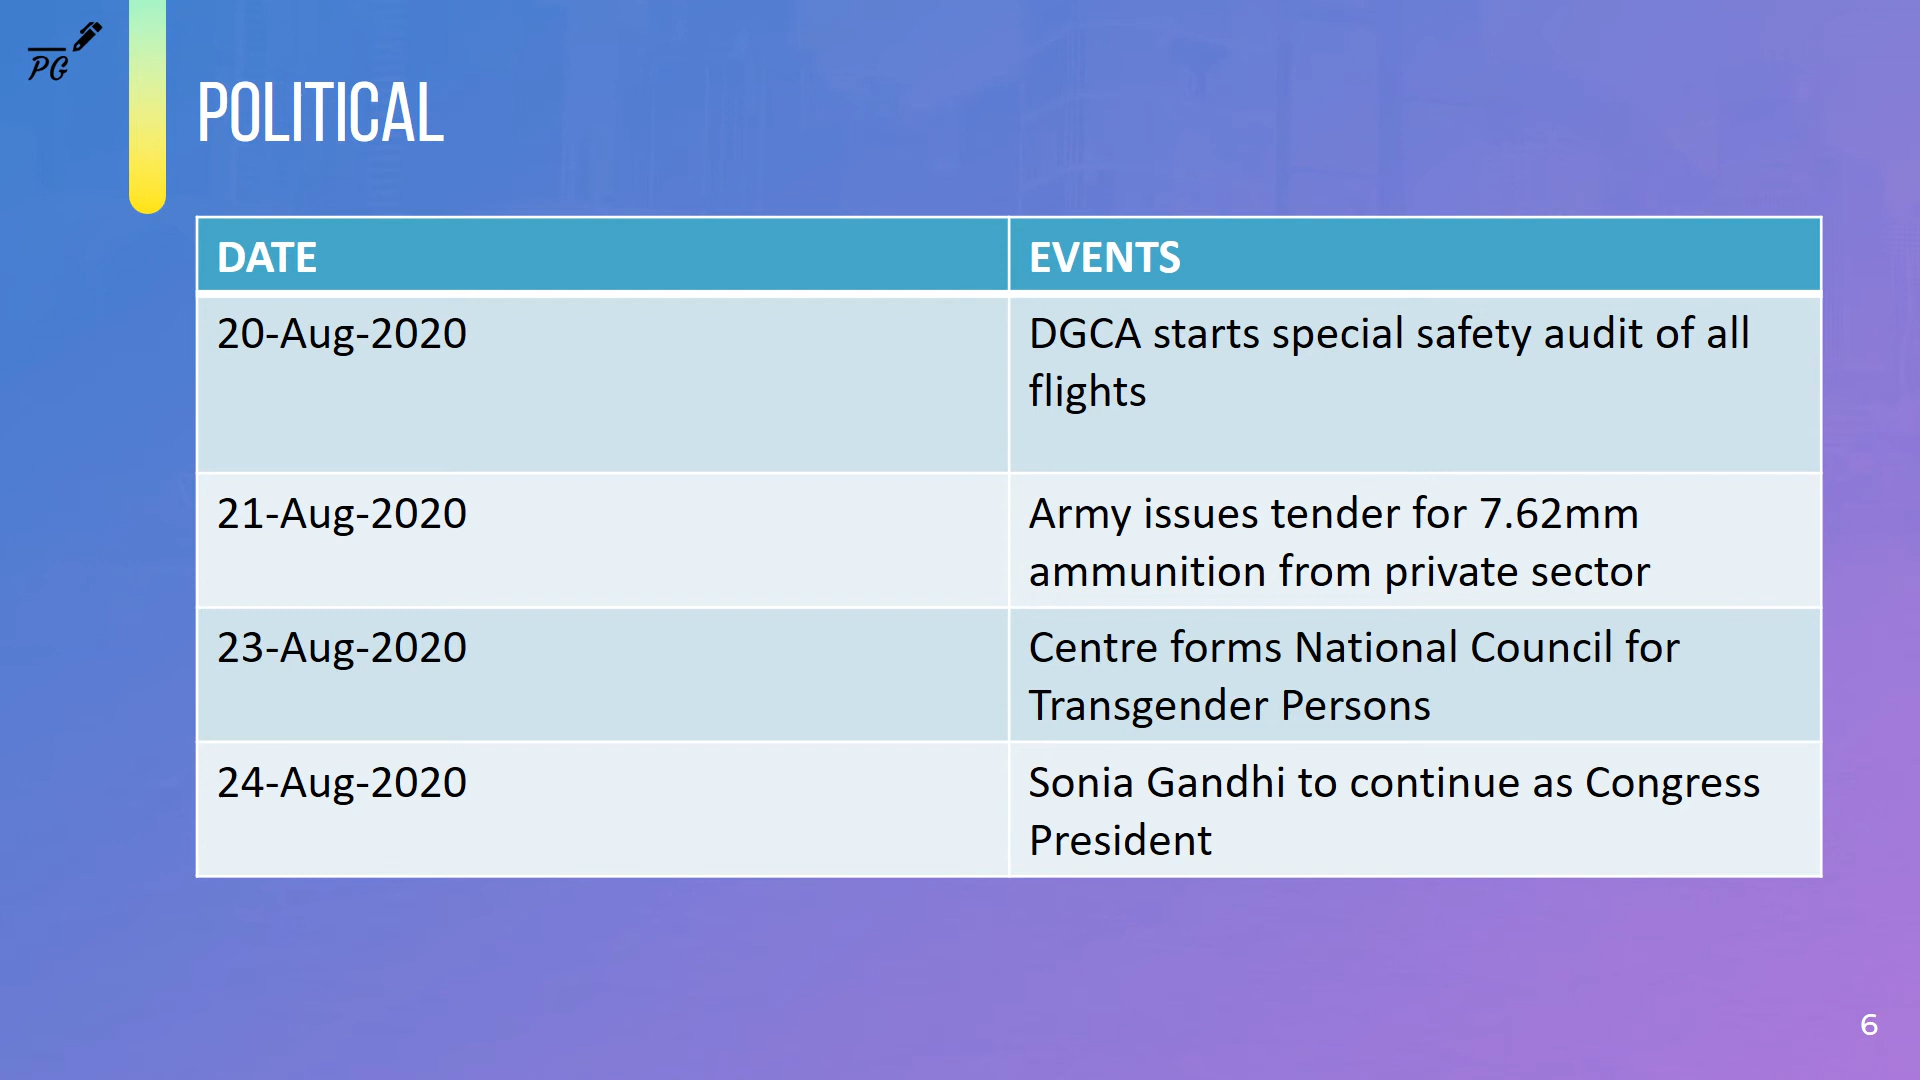 PG
POLITICAL
DATE
EVENTS
20-Aug-2020
DGCA starts special safety audit of all
flights
21-Aug-2020
Army issues tender for 7.62mm
ammunition from private sector
23-Aug-2020
Centre forms National Council for
Transgender Persons
24-Aug-2020
Sonia Gandhi to continue as Congress
President
6